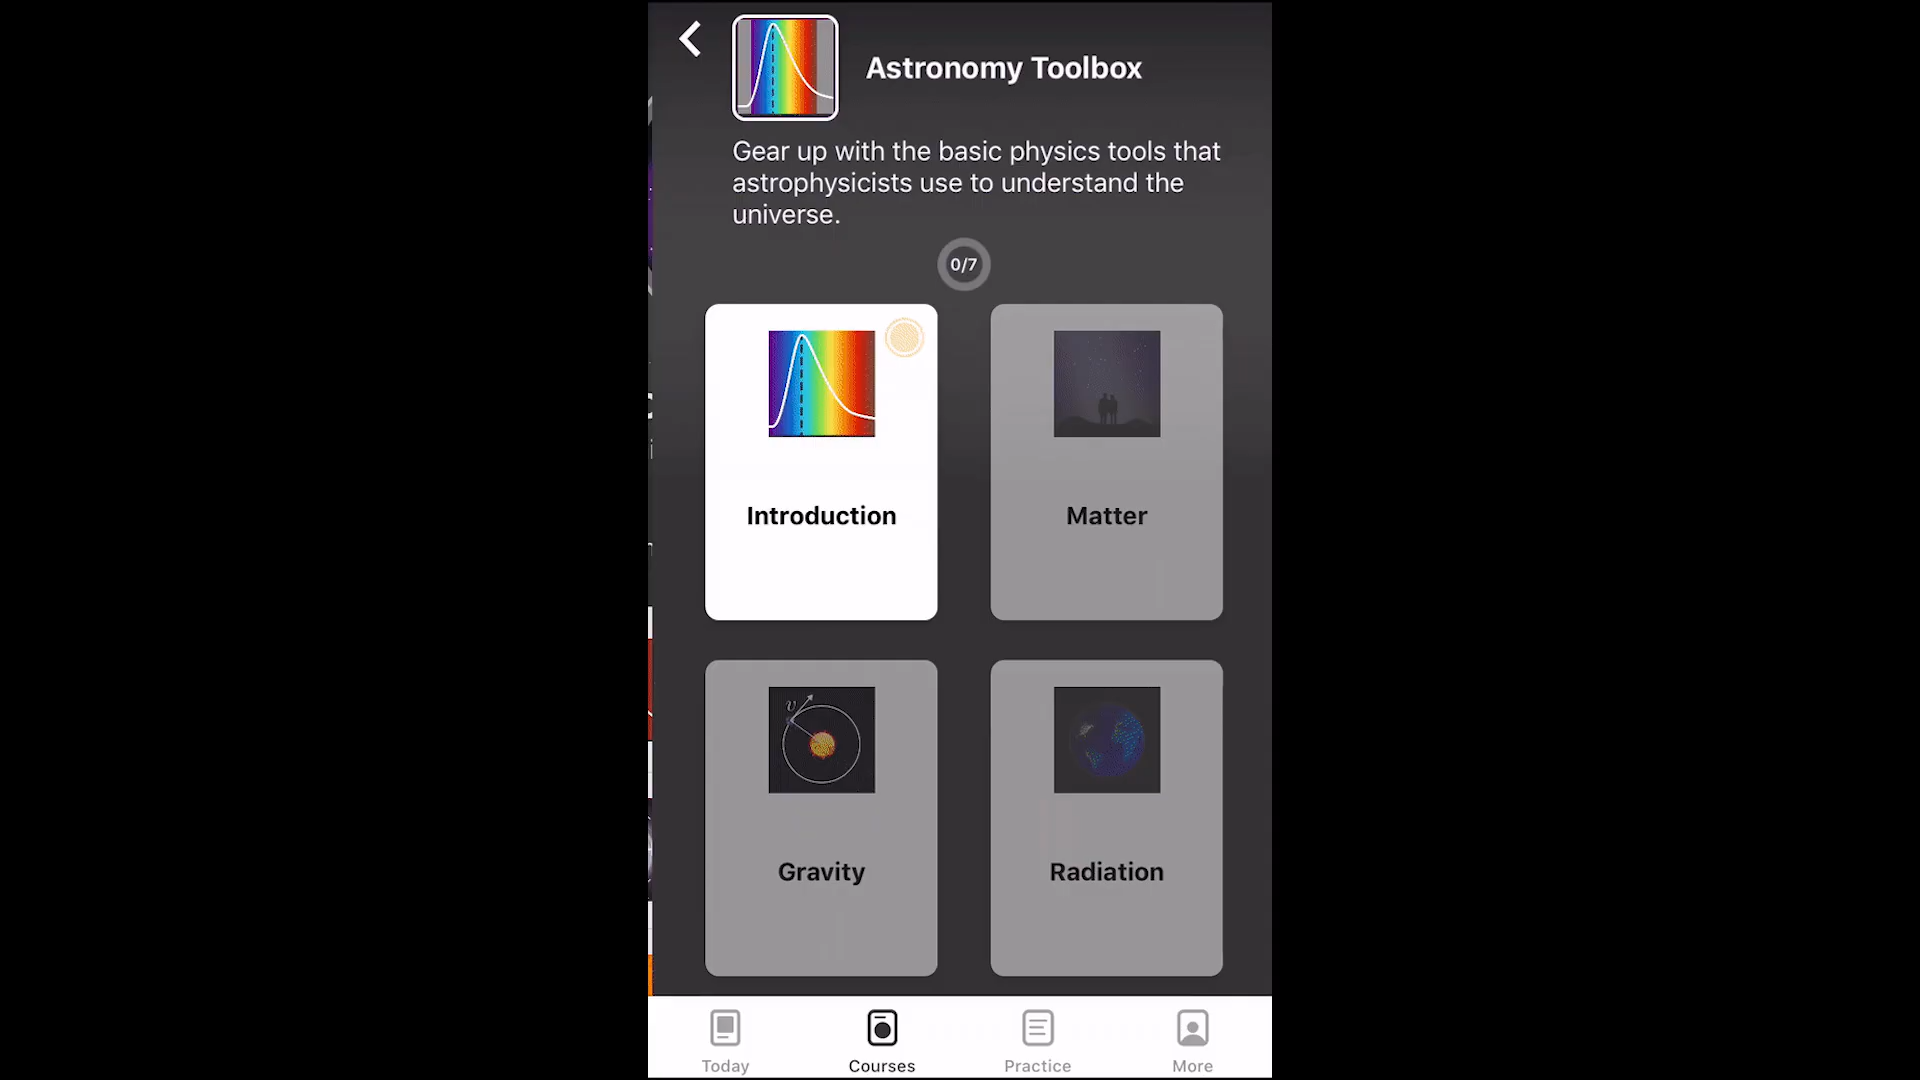 Astronomy Toolbox
Gear up with the basic physics tools that
astrophysicists use to understand the
universe.
0/7
Introduction
Matter
v
Gravity
Radiation
Today
Courses
Practice
More